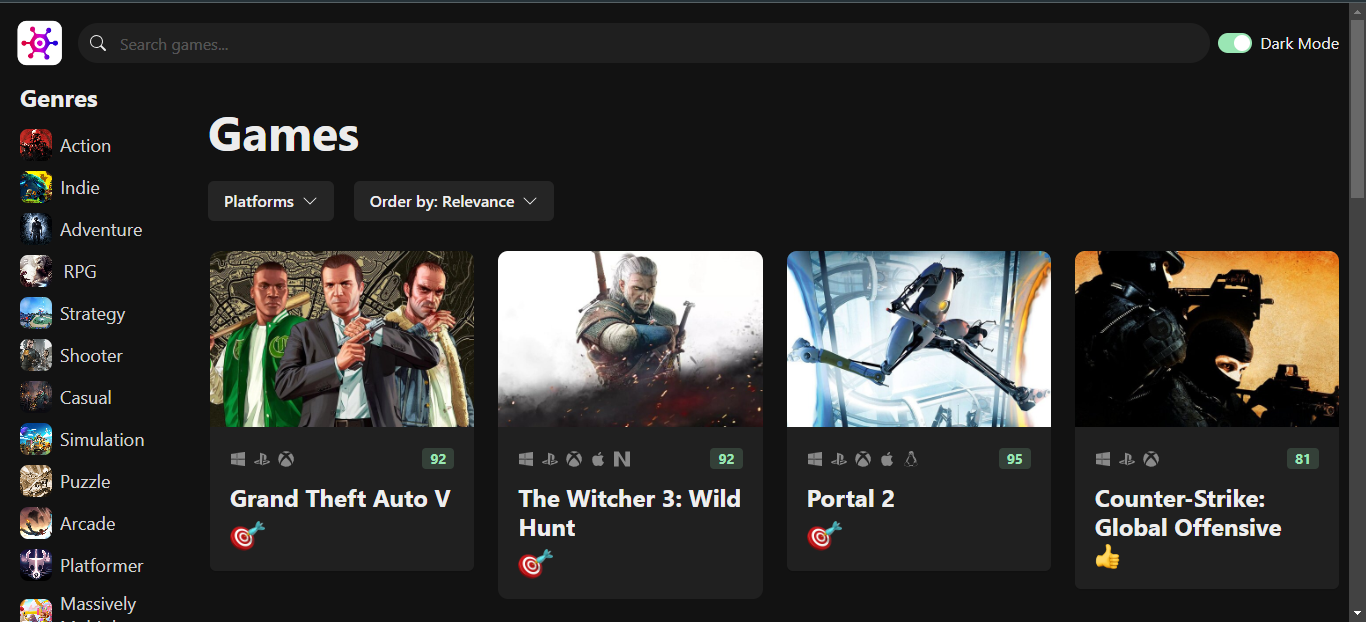 Search games...
Dark Mode
Genres
Action
Indie
Adventure
RPG
Strategy
Shooter
Casual
Simulation
Puzzle
Arcade
Platformer
Massively
Games
Platforms
Order by: Relevance
92
Grand Theft Auto V
92
The Witcher 3: Wild
Hunt
95
Portal 2
81
Counter-Strike:
Global Offensive